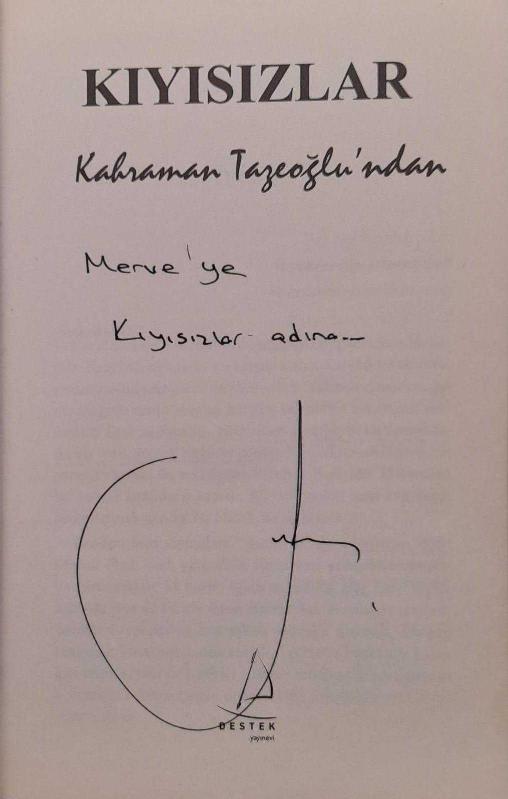 KIYISIZLAR
Kahraman Tazeoğlu'ndan
Merve'ye
Kıyısızlar adına...
DESTEK
yayınevi